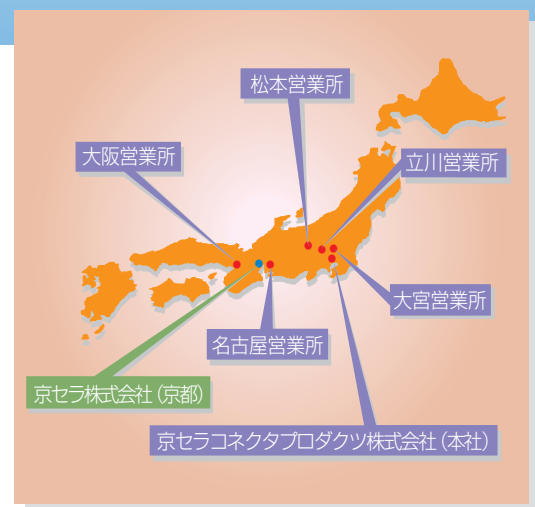 松本営業所
大阪営業所
立川営業所
大宮営業所
名古屋営業所
京セラ株式会社(京都)
京セラコネクタプロダクツ株式会社(本社)